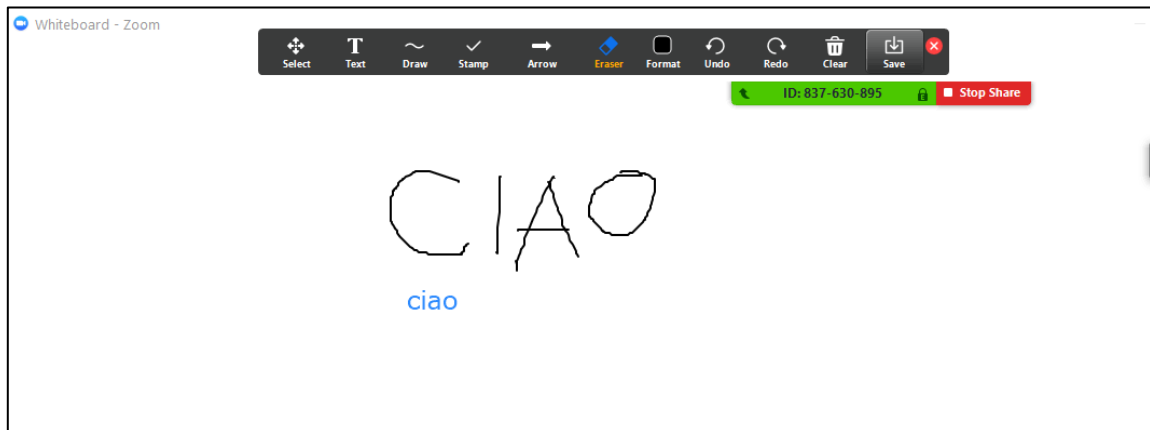 Whiteboard - Zoom
Select Text Draw Stamp Arrow Eraser Format Undo Redo Clear Save
ID: 837-630-895 Stop Share
CIAO
ciao